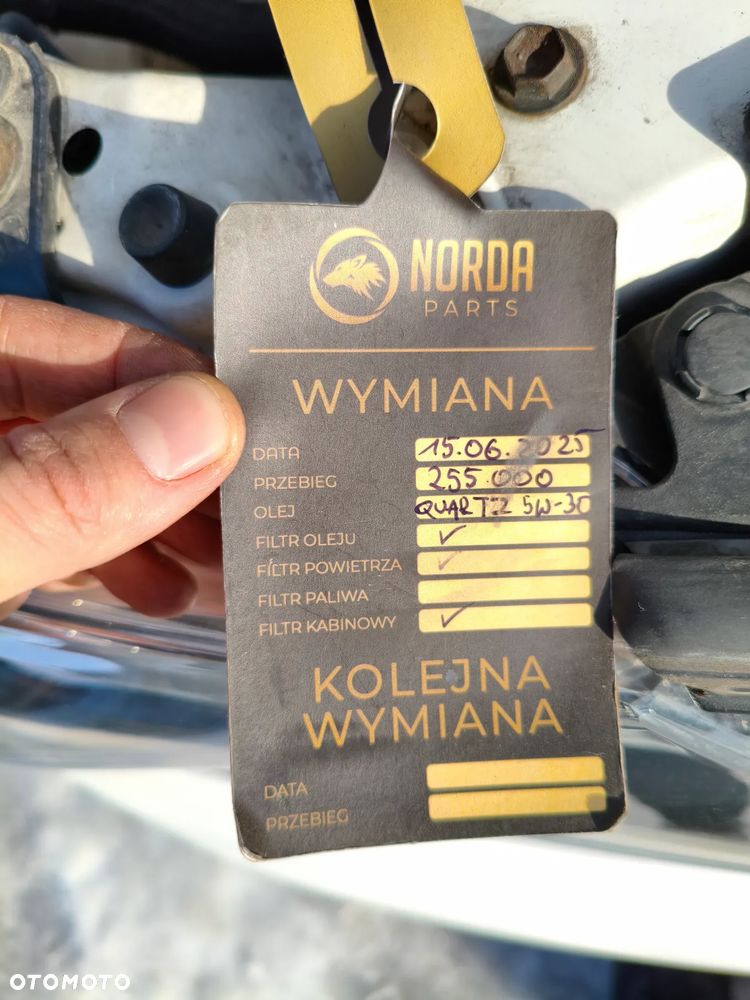 NORDA
PARTS
WYMIANA
DATA 15.06.2025
PRZEBIEG 255.000
OLEJ QUARTZ 5W-30
FILTR OLEJU ✓
FILTR POWIETRZA ✓
FILTR PALIWA
FILTR KABINOWY ✓
KOLEJNA
WYMIANA
DATA
PRZEBIEG
OTOMOTO